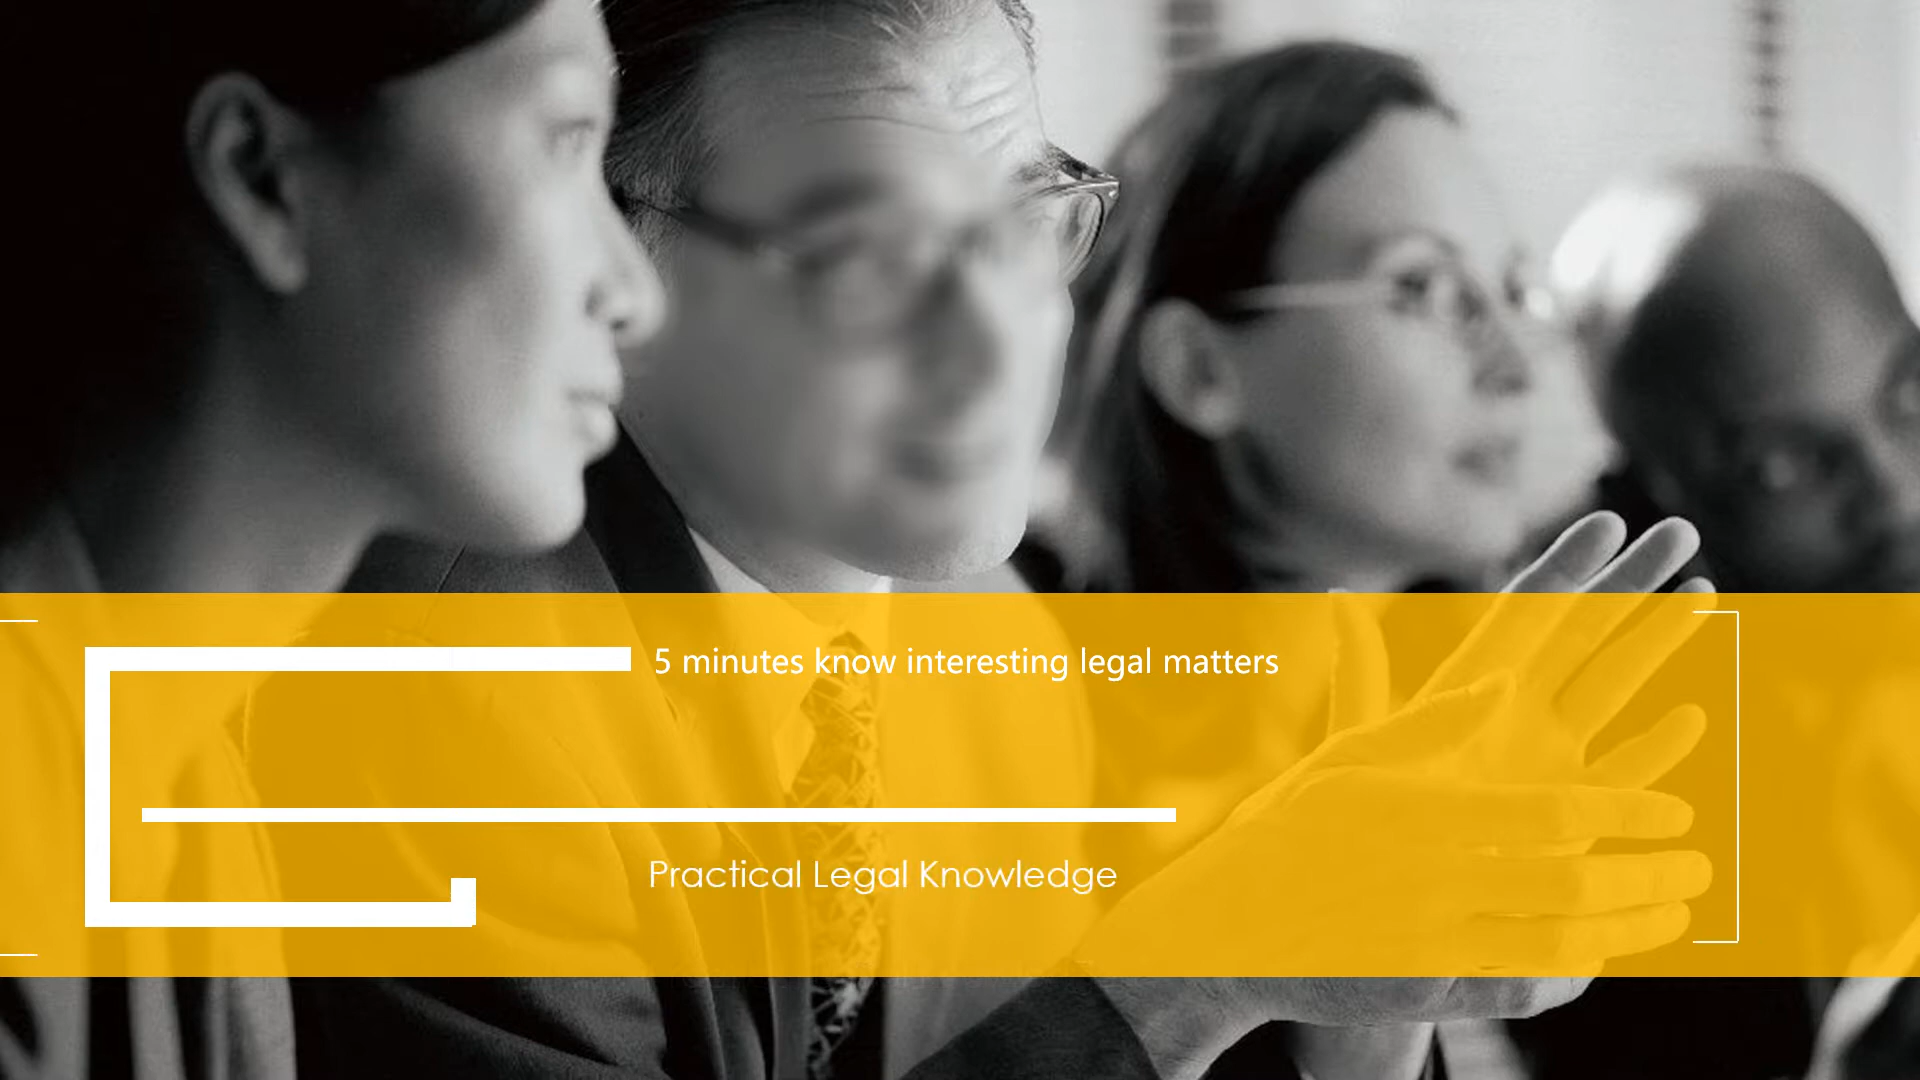 5 minutes know interesting legal matters
Practical Legal Knowledge